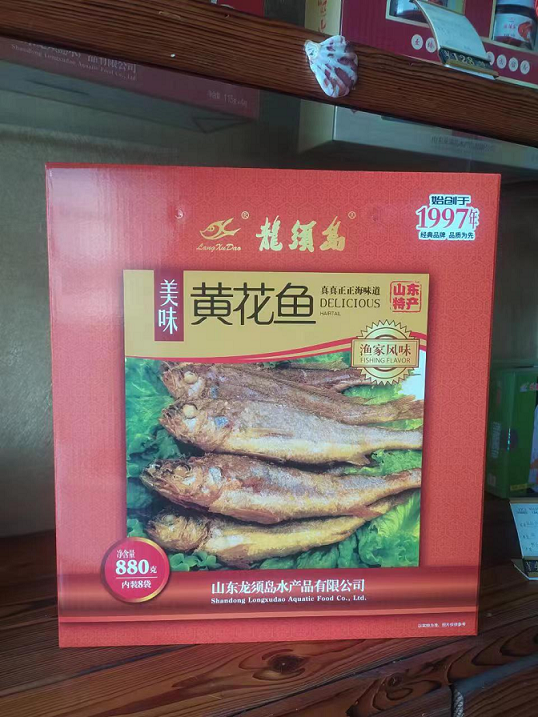 LongXuDao
龍须岛
始创于
1997年
经典品牌 品质为先
美味
黄花鱼
真真正正海味道
DELICIOUS
HAIRTAL
山东
特产
渔家风味
FISHING FLAVOR
净含量
880克
内装8袋
山东龙须岛水产品有限公司
Shandong Longxudao Aquatic Food Co., Ltd.